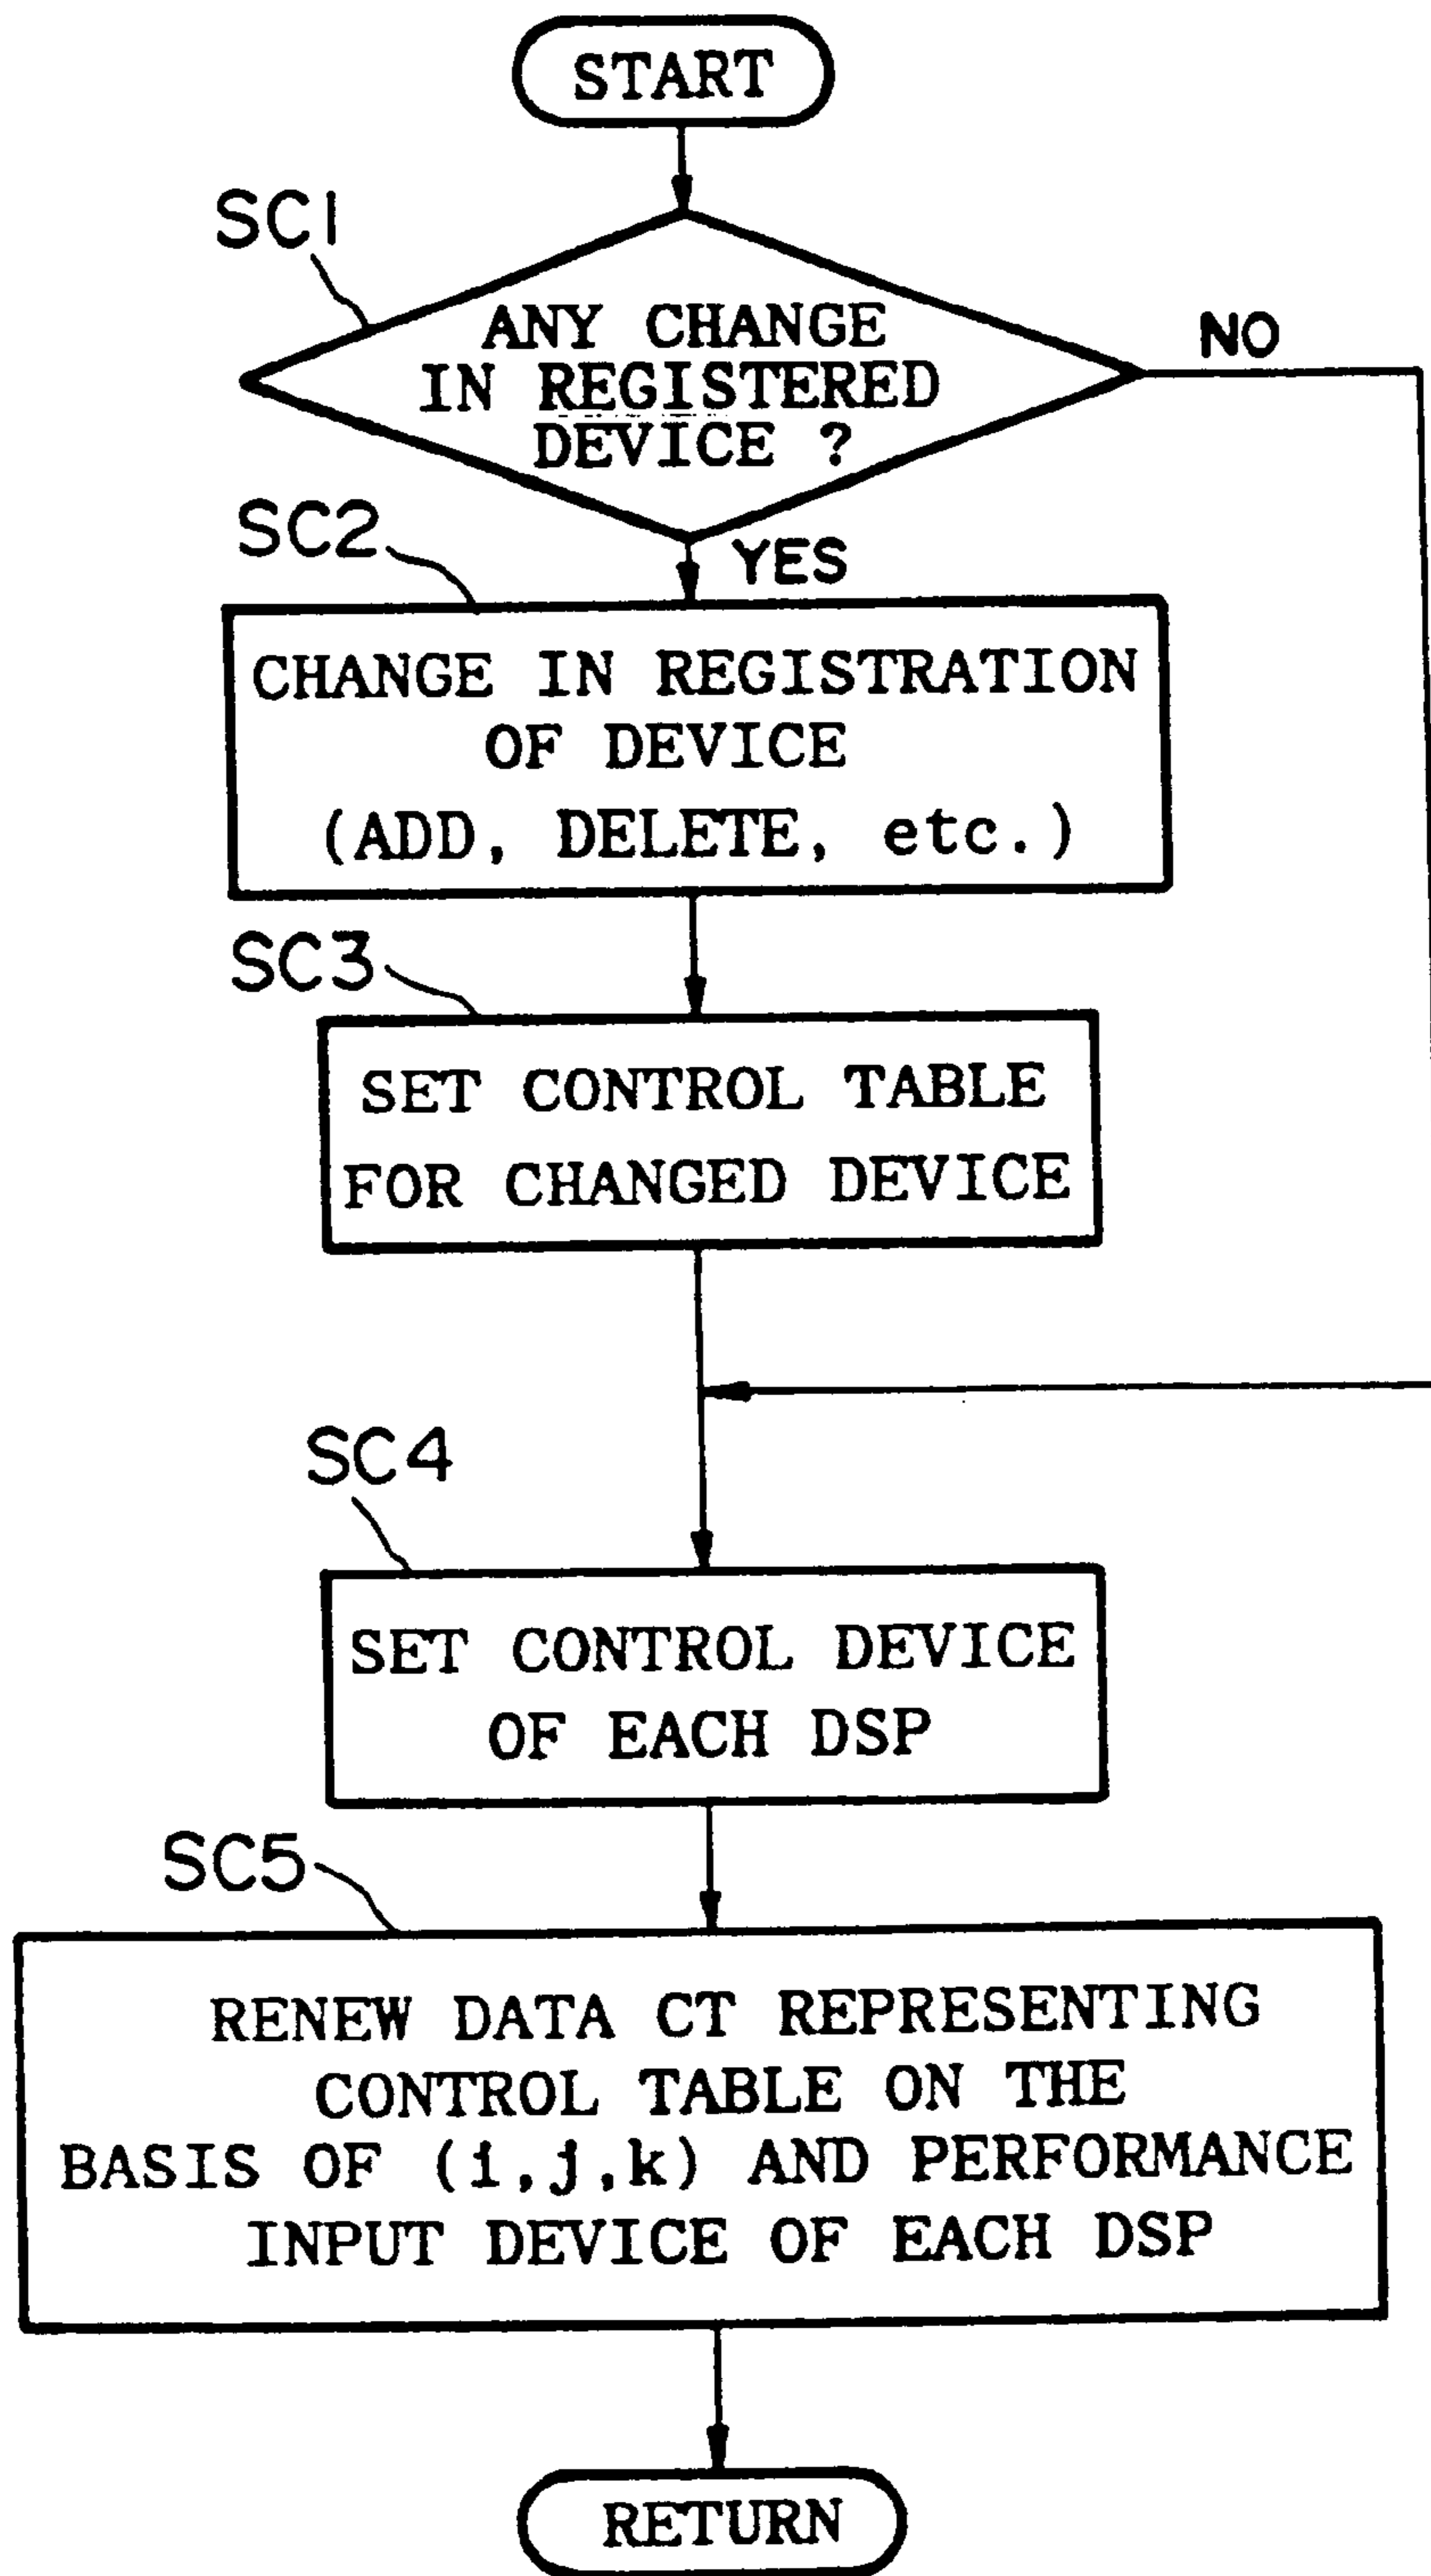 START
SC1
ANY CHANGE
IN REGISTERED
DEVICE ?
NO
YES
SC2
CHANGE IN REGISTRATION
OF DEVICE
(ADD, DELETE, etc.)
SC3
SET CONTROL TABLE
FOR CHANGED DEVICE
SC4
SET CONTROL DEVICE
OF EACH DSP
SC5
RENEW DATA CT REPRESENTING
CONTROL TABLE ON THE
BASIS OF (i,j,k) AND PERFORMANCE
INPUT DEVICE OF EACH DSP
RETURN